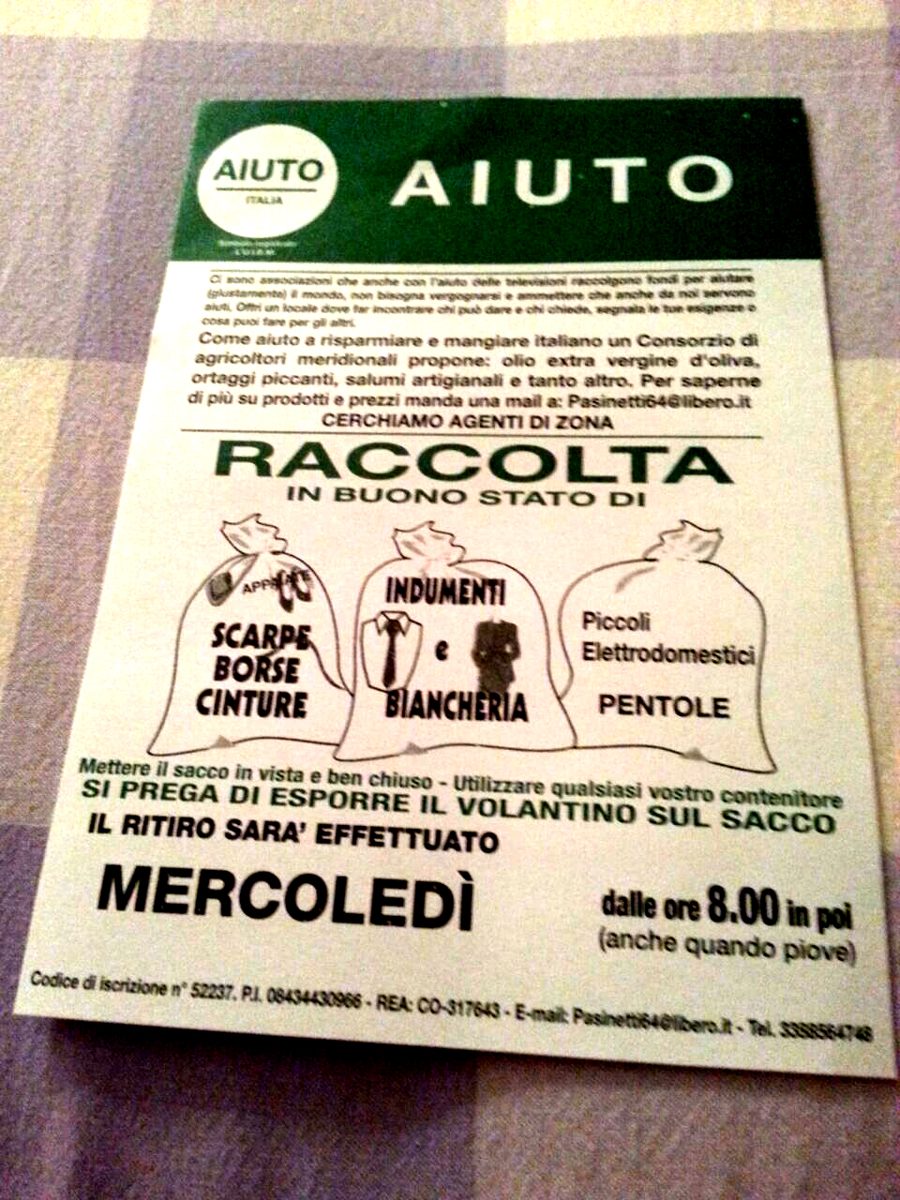 AIUTO
ITALIA
AIUTO
Ci sono associazioni che anche con l'aiuto delle televisioni raccolgono fondi per aiutare
(giustamente) il mondo, non bisogna vergognarsi e ammettere che anche da noi servono
aiuti. Offri un locale dove far incontrare chi può dare e chi chiede, segnala le tue esigenze o
cosa puoi fare per gli altri.
Come aiuto a risparmiare e mangiare italiano un Consorzio di
agricoltori meridionali propone: olio extra vergine d'oliva,
ortaggi piccanti, salumi artigianali e tanto altro. Per saperne
di più su prodotti e prezzi manda una mail a: Pasinetti64@libero.it
CERCHIAMO AGENTI DI ZONA
RACCOLTA
IN BUONO STATO DI
SCARPE
BORSE
CINTURE
INDUMENTI
e
BIANCHERIA
Piccoli
Elettrodomestici
PENTOLE
Mettere il sacco in vista e ben chiuso - Utilizzare qualsiasi vostro contenitore
SI PREGA DI ESPORRE IL VOLANTINO SUL SACCO
IL RITIRO SARA' EFFETTUATO
MERCOLEDÌ
dalle ore 8.00 in poi
(anche quando piove)
Codice di iscrizione n° 52237. P.I. 08434430966 - REA: CO-317643 - E-mail: Pasinetti64@libero.it - Tel. 3358564748